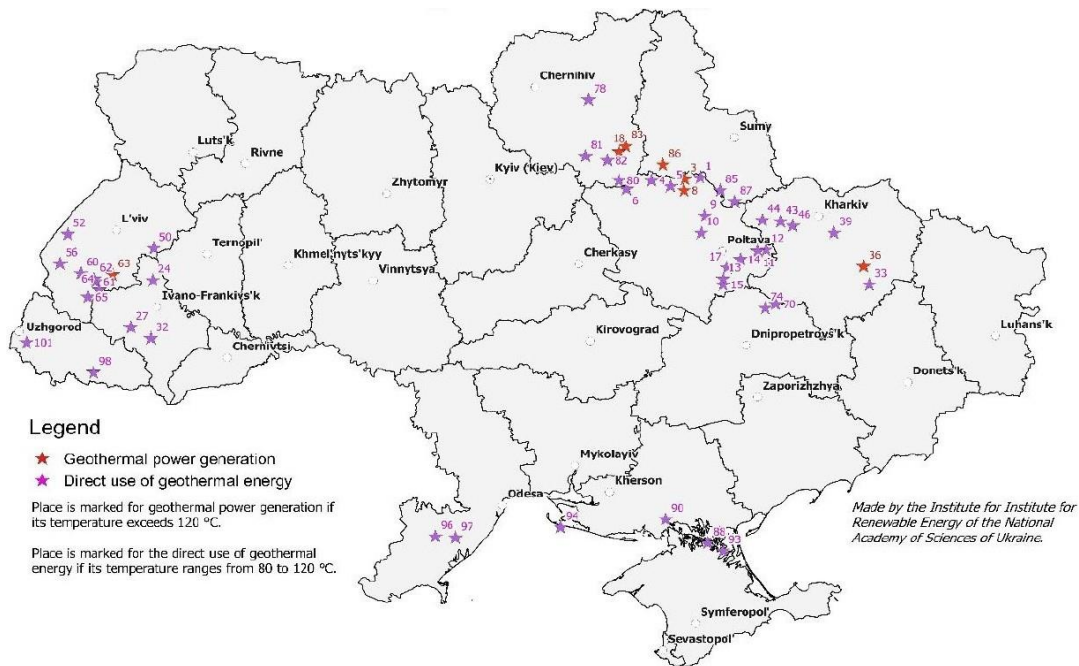 Chernihiv
78
Sumy
18
83
81
82
86
3
1
Luts'k
Rivne
Kyiv (Kiev)
80
6
4
5
8
85
87
Zhytomyr
9
10
44
43
46
Kharkiv
39
52
L'viv
50
Ternopil'
Khmel'nyts'kyy
Vinnytsya
Cherkasy
Poltava
12
17
13
14
11
15
36
33
56
60
62
63
64
61
65
24
Ivano-Frankivs'k
74
70
Uzhgorod
101
27
32
98
Chernivtsi
Kirovograd
Dnipropetrovs'k
Luhans'k
Donets'k
Zaporizhzhya
Legend
Geothermal power generation
Direct use of geothermal energy
Place is marked for geothermal power generation if
its temperature exceeds 120 °C.
Place is marked for the direct use of geothermal
energy if its temperature ranges from 80 to 120 °C.
Mykolayiv
Kherson
Odesa
96
97
94
90
88
93
Made by the Institute for Institute for
Renewable Energy of the National
Academy of Sciences of Ukraine.
Symferopol'
Sevastopol'